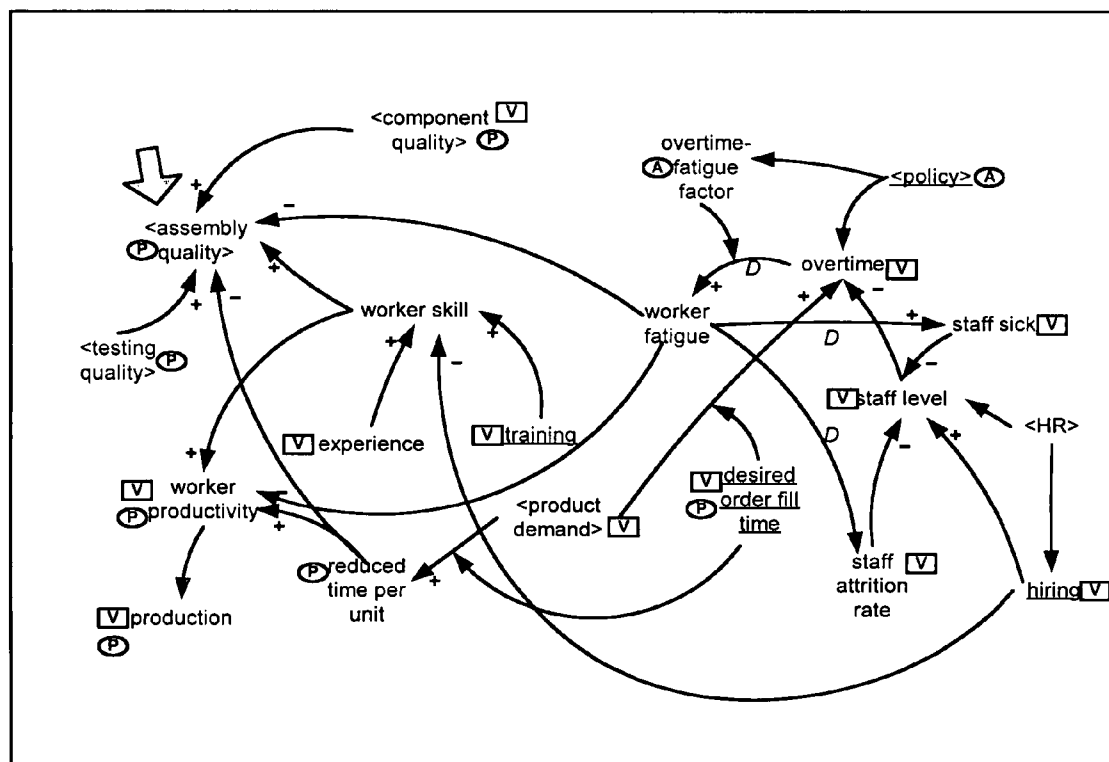 <component V
quality> P
overtime-
A fatigue
factor
<policy> A
+
−
<assembly
P quality>
+
+
−
D
+
overtime V
+
−
worker skill
+
+
−
worker
fatigue
+
D
staff sick V
−
<testing
quality> P
V staff level
V experience
V training
D
−
+
<HR>
+
V worker
P productivity
−
+
<product
demand> V
V desired
P order fill
time
P reduced
time per
unit
+
staff V
attrition
rate
hiring V
V production
P